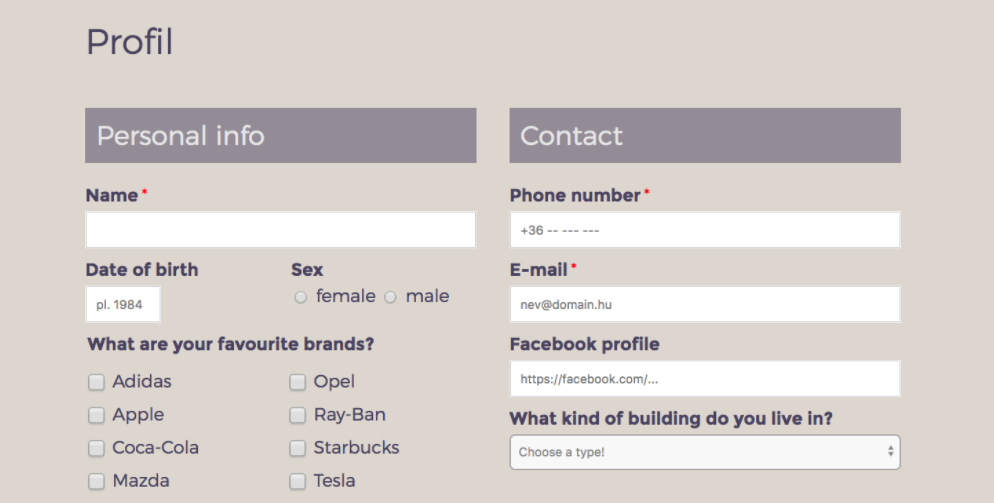 Profil
Personal info
Name *
Date of birth
pl. 1984
Sex
female male
What are your favourite brands?
Adidas
Apple
Coca-Cola
Mazda
Opel
Ray-Ban
Starbucks
Tesla
Contact
Phone number *
+36 -- --- ---
E-mail *
nev@domain.hu
Facebook profile
https://facebook.com/...
What kind of building do you live in?
Choose a type!